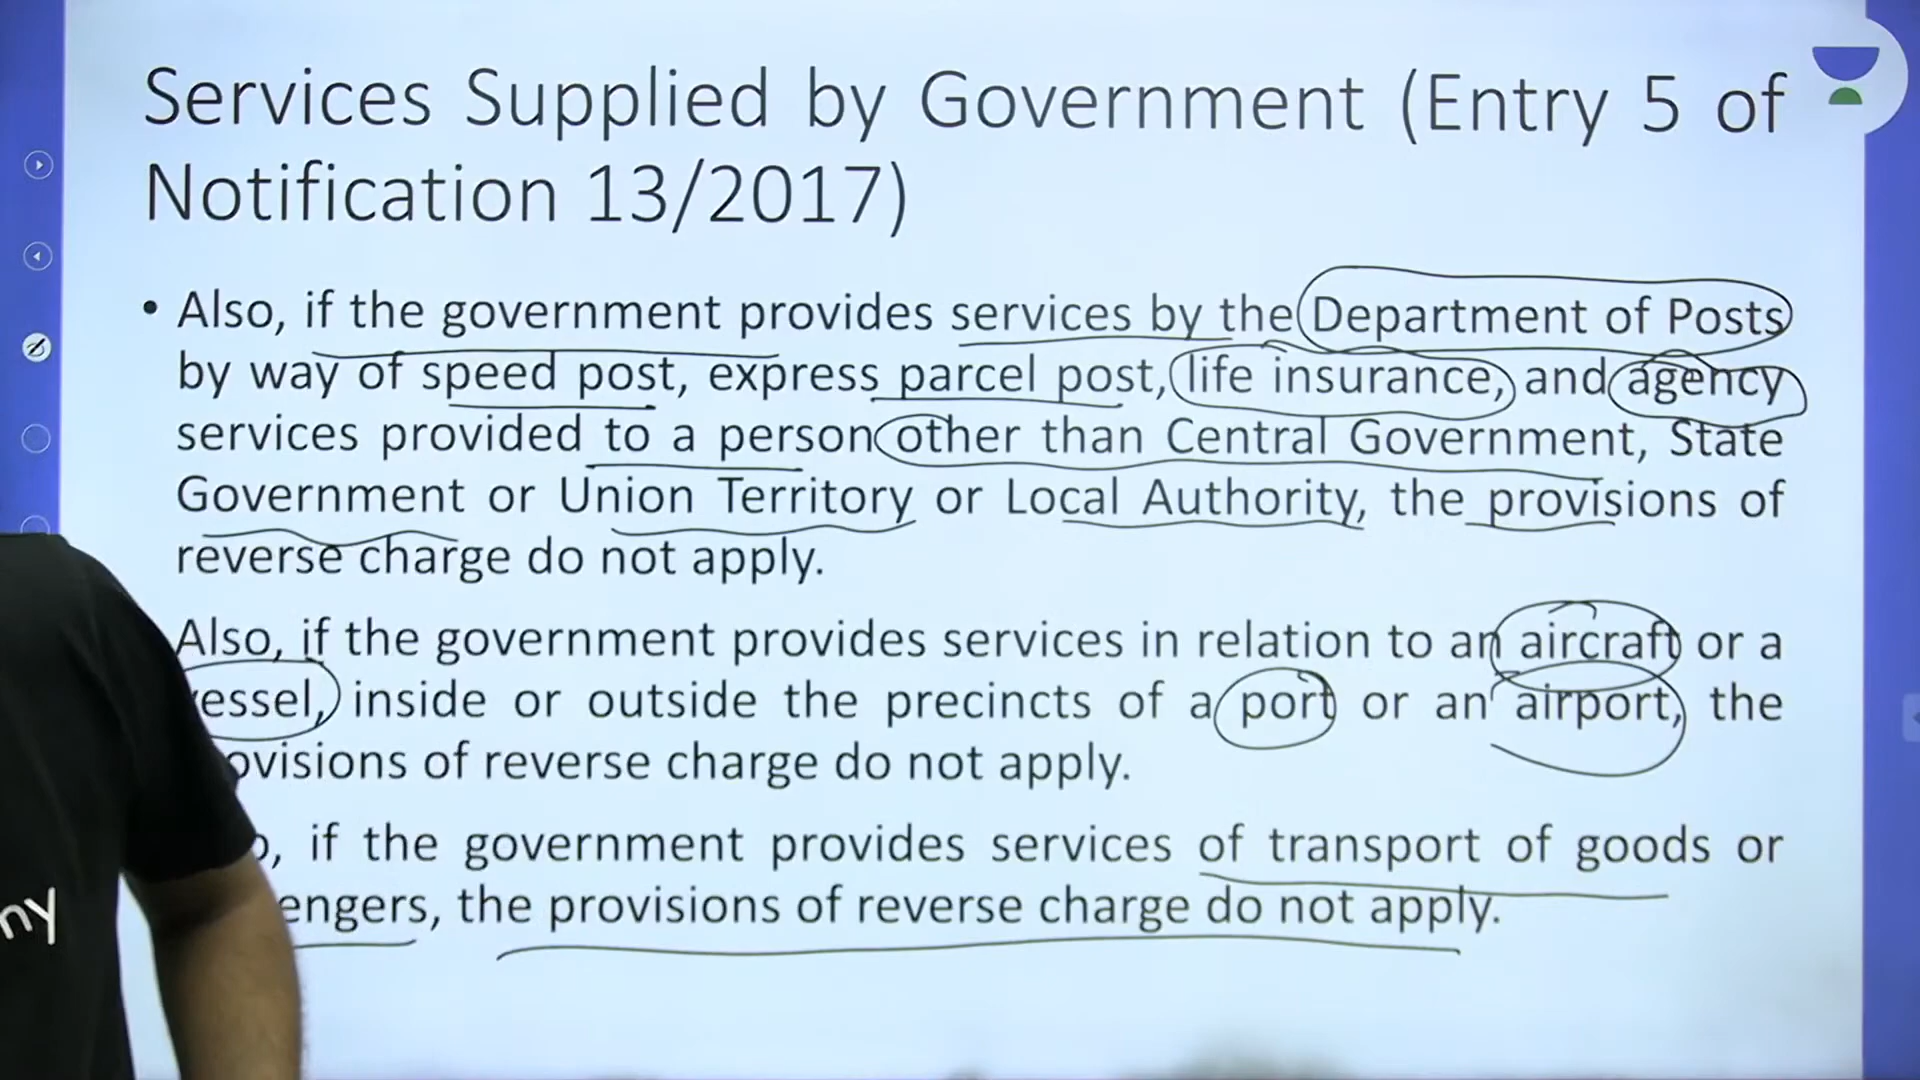 Services Supplied by Government (Entry 5 of
Notification 13/2017)
• Also, if the government provides services by the Department of Posts
by way of speed post, express parcel post, life insurance, and agency
services provided to a person other than Central Government, State
Government or Union Territory or Local Authority, the provisions of
reverse charge do not apply.
Also, if the government provides services in relation to an aircraft or a
essel, inside or outside the precincts of a port or an airport, the
ovisions of reverse charge do not apply.
o, if the government provides services of transport of goods or
engers, the provisions of reverse charge do not apply.
ny